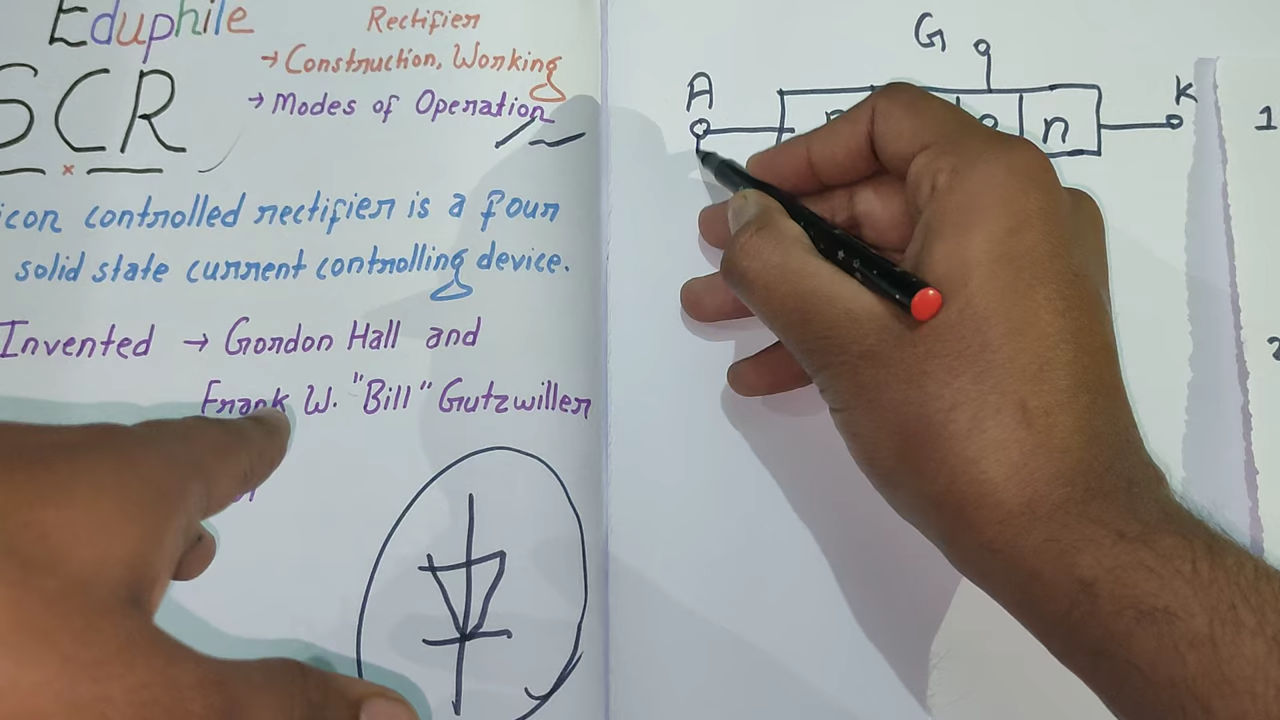 Eduphile
Rectifier
→ Construction, Working
→ Modes of Operation
SCR
icon controlled rectifier is a four
solid state current controlling device.
Invented → Gordon Hall and
Frank W. "Bill" Gutzwiller
G
A
K
n
1
2